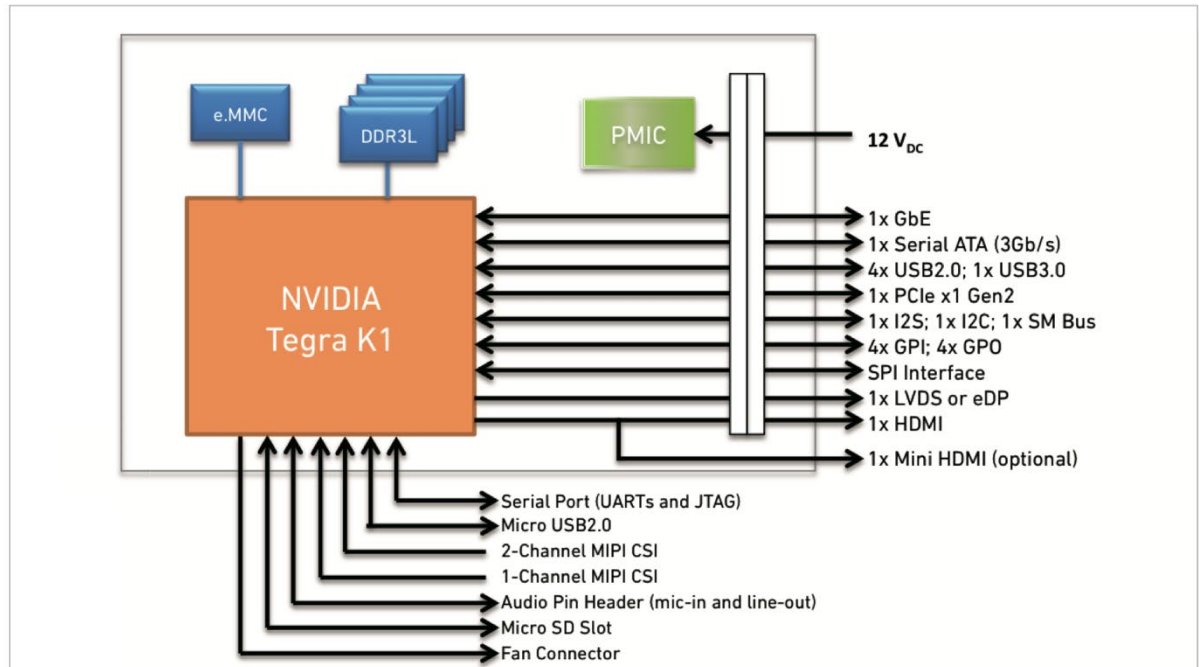 e.MMC
DDR3L
PMIC
12 V_DC
NVIDIA
Tegra K1
1x GbE
1x Serial ATA (3Gb/s)
4x USB2.0; 1x USB3.0
1x PCIe x1 Gen2
1x I2S; 1x I2C; 1x SM Bus
4x GPI; 4x GPO
SPI Interface
1x LVDS or eDP
1x HDMI
1x Mini HDMI (optional)
Serial Port (UARTs and JTAG)
Micro USB2.0
2-Channel MIPI CSI
1-Channel MIPI CSI
Audio Pin Header (mic-in and line-out)
Micro SD Slot
Fan Connector